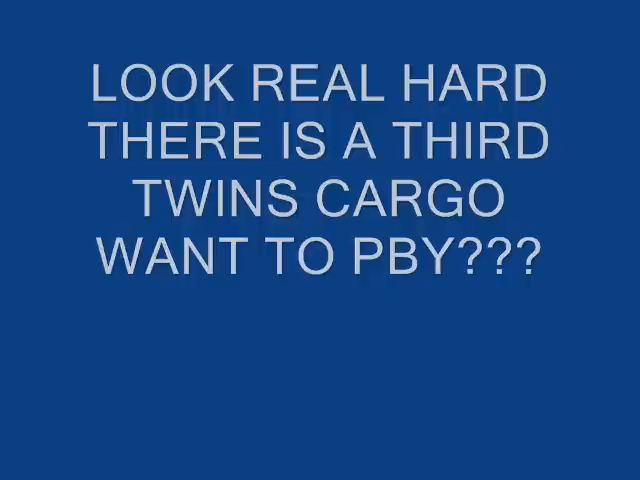 LOOK REAL HARD
THERE IS A THIRD
TWINS CARGO
WANT TO PBY???